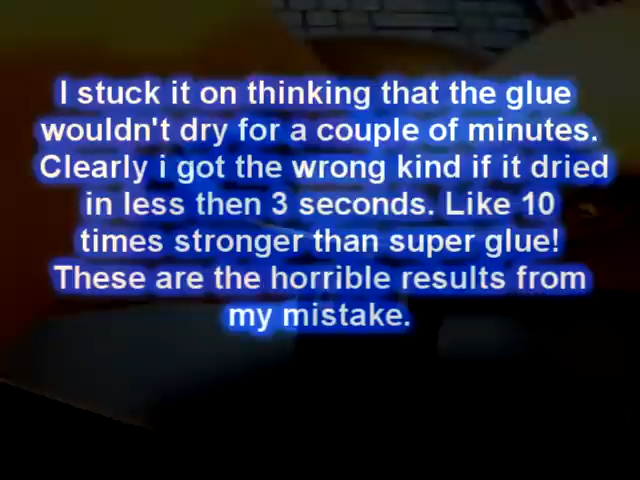 I stuck it on thinking that the glue
wouldn't dry for a couple of minutes.
Clearly i got the wrong kind if it dried
in less then 3 seconds. Like 10
times stronger than super glue!
These are the horrible results from
my mistake.